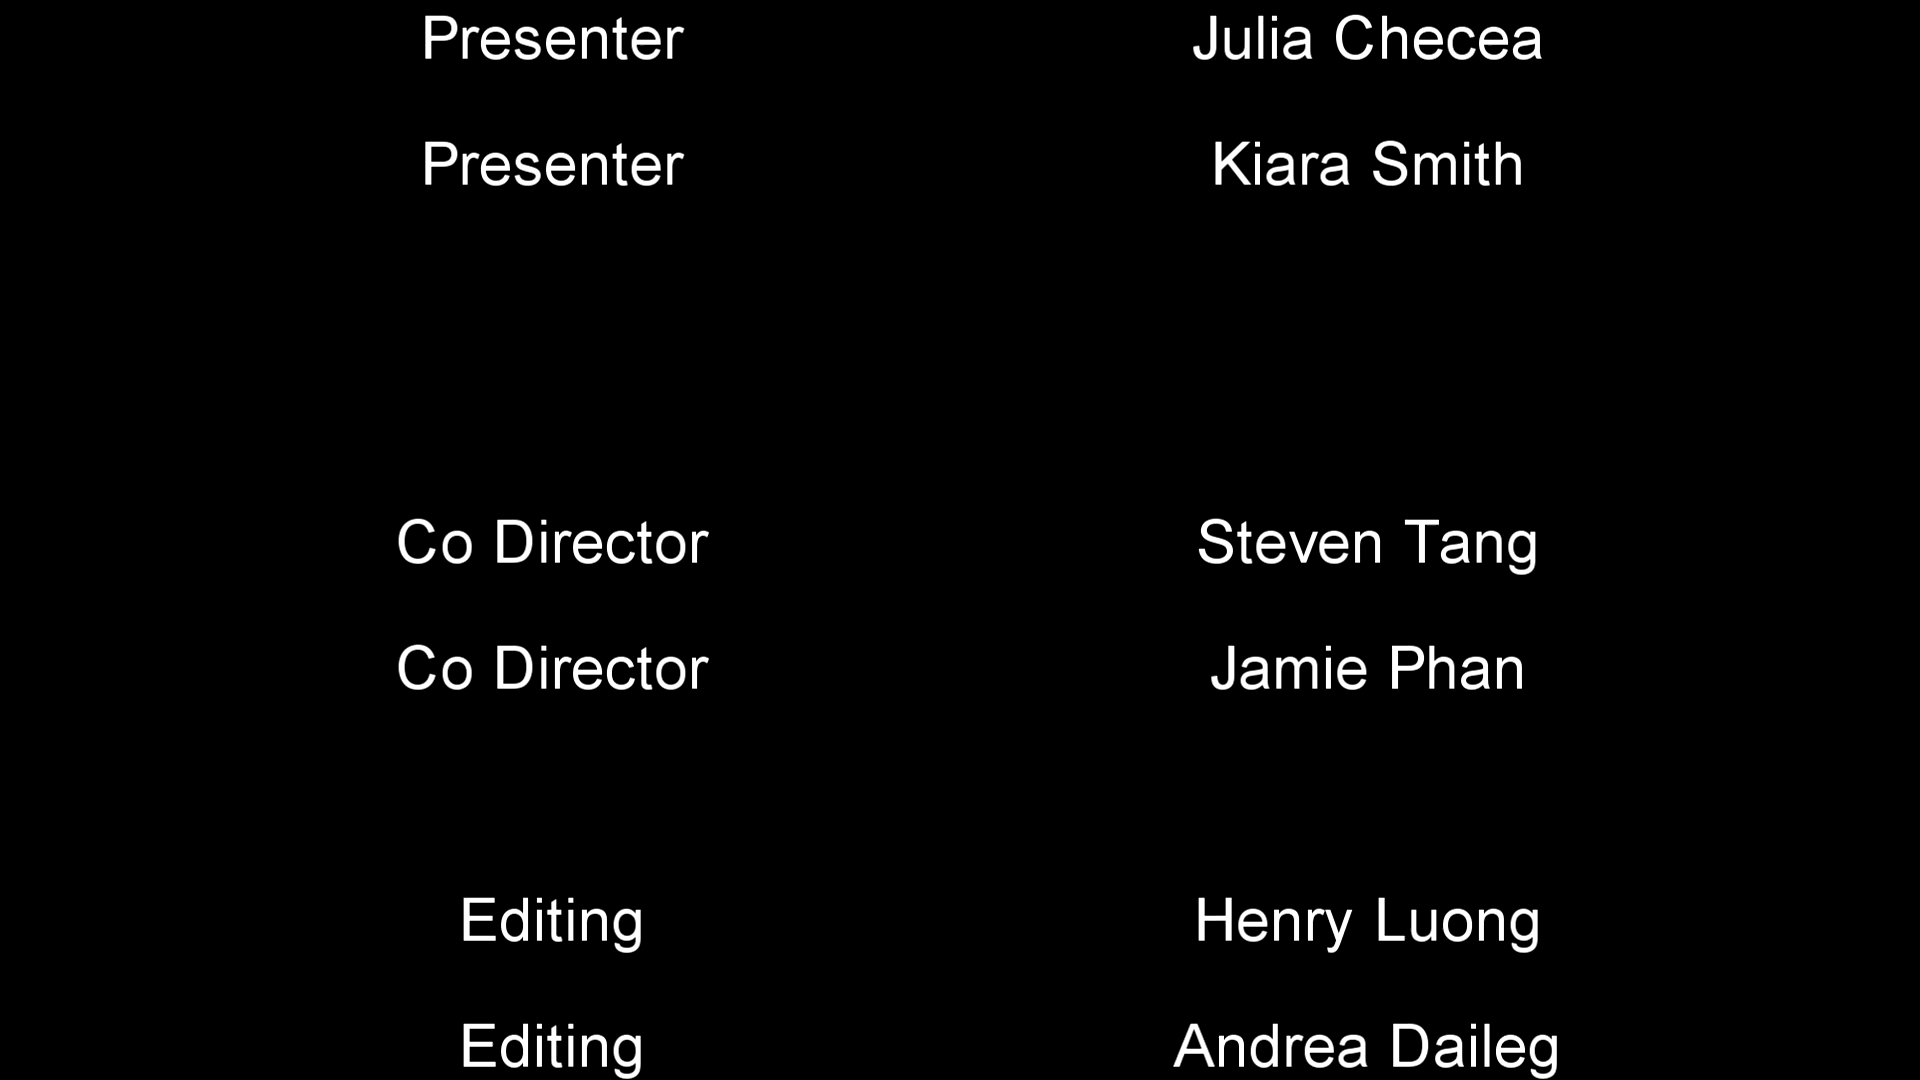 Presenter Julia Checea
Presenter Kiara Smith
Co Director Steven Tang
Co Director Jamie Phan
Editing Henry Luong
Editing Andrea Daileg